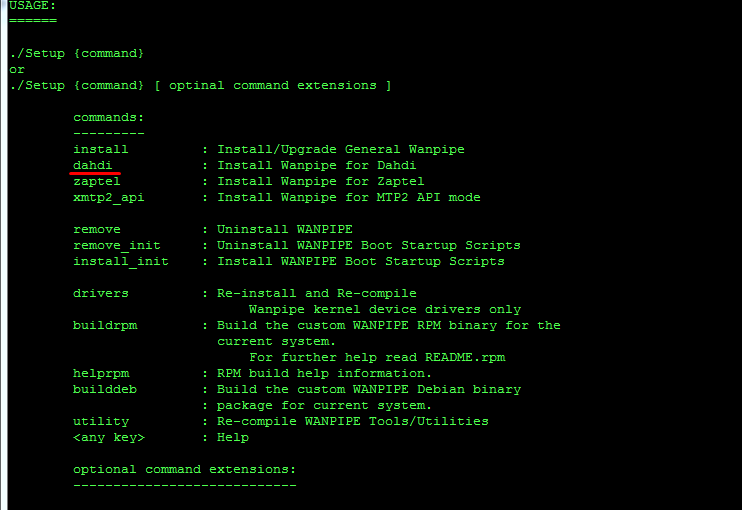 USAGE:
======
./Setup {command}
or
./Setup {command} [ optinal command extensions ]
commands:
---------
install : Install/Upgrade General Wanpipe
dahdi : Install Wanpipe for Dahdi
zaptel : Install Wanpipe for Zaptel
xmtp2_api : Install Wanpipe for MTP2 API mode
remove : Uninstall WANPIPE
remove_init : Uninstall WANPIPE Boot Startup Scripts
install_init : Install WANPIPE Boot Startup Scripts
drivers : Re-install and Re-compile
Wanpipe kernel device drivers only
buildrpm : Build the custom WANPIPE RPM binary for the
current system.
For further help read README.rpm
helprpm : RPM build help information.
builddeb : Build the custom WANPIPE Debian binary
: package for current system.
utility : Re-compile WANPIPE Tools/Utilities
<any key> : Help
optional command extensions:
----------------------------